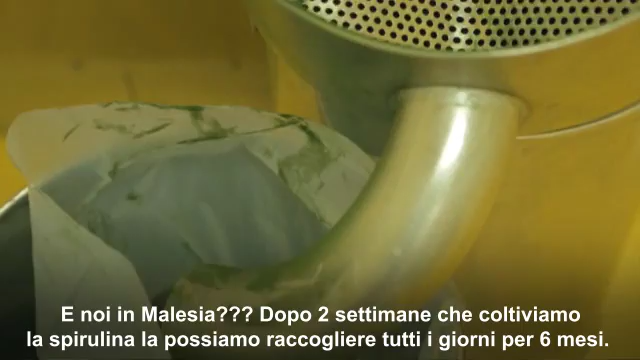 E noi in Malesia??? Dopo 2 settimane che coltiviamo
la spirulina la possiamo raccogliere tutti i giorni per 6 mesi.